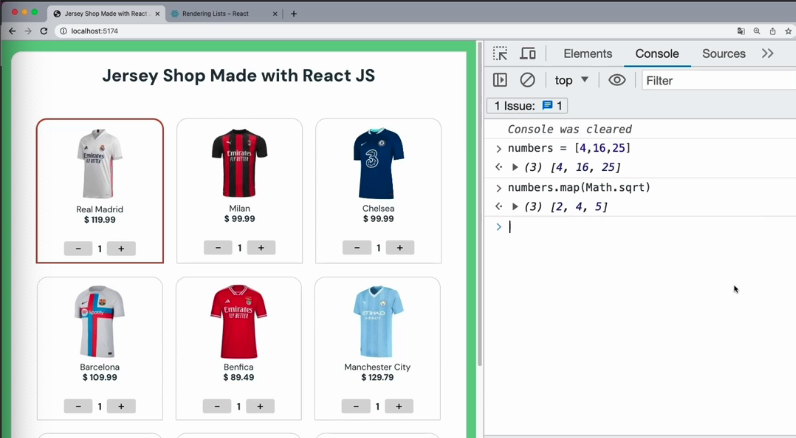 Jersey Shop Made with React .
Rendering Lists – React
localhost:5174
Jersey Shop Made with React JS
Real Madrid
$ 119.99
− 1 +
Milan
$ 99.99
− 1 +
Chelsea
$ 99.99
− 1 +
Emirates
FLY BETTER
3
Barcelona
$ 109.99
− 1 +
Benfica
$ 89.49
− 1 +
Manchester City
$ 129.79
− 1 +
Spotify
Emirates
FLY BETTER
ETIHAD
Elements
Console
Sources
top
Filter
1 Issue: 1
Console was cleared
numbers = [4,16,25]
(3) [4, 16, 25]
numbers.map(Math.sqrt)
(3) [2, 4, 5]